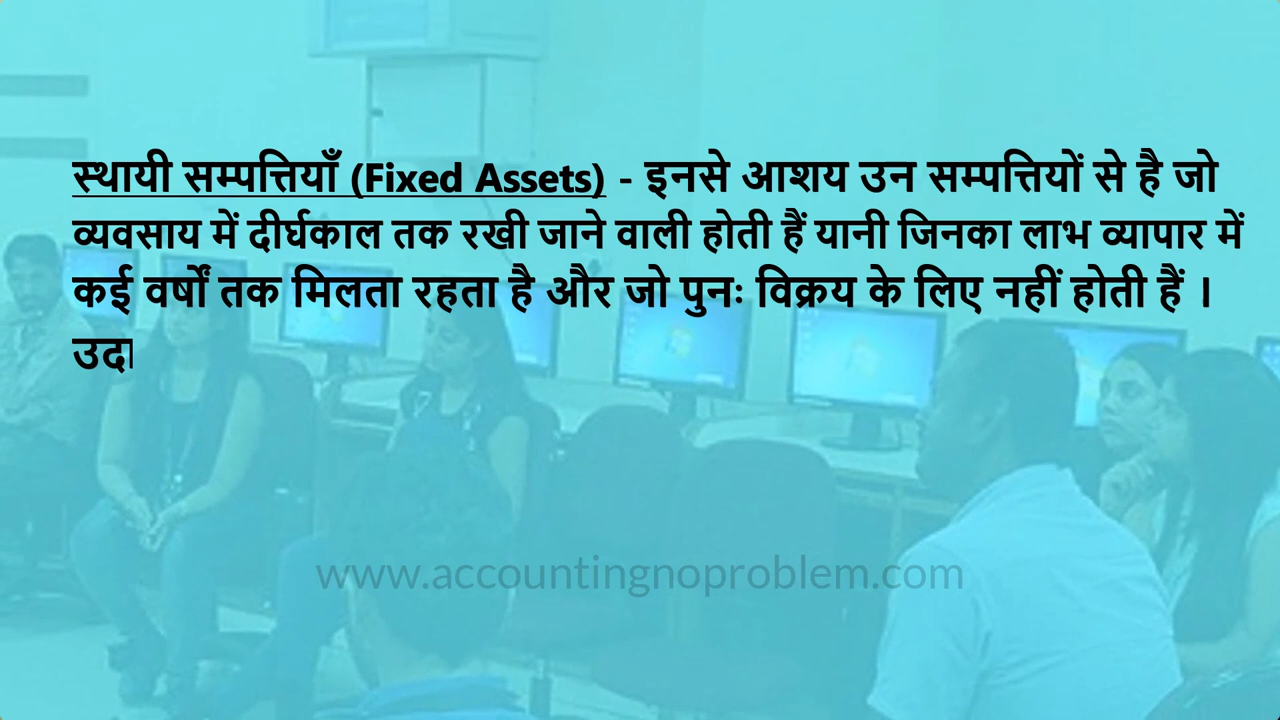 स्थायी सम्पत्तियाँ (Fixed Assets) - इनसे आशय उन सम्पत्तियों से है जो
व्यवसाय में दीर्घकाल तक रखी जाने वाली होती हैं यानी जिनका लाभ व्यापार में
कई वर्षों तक मिलता रहता है और जो पुनः विक्रय के लिए नहीं होती हैं ।
उदा
www.accountingnoproblem.com